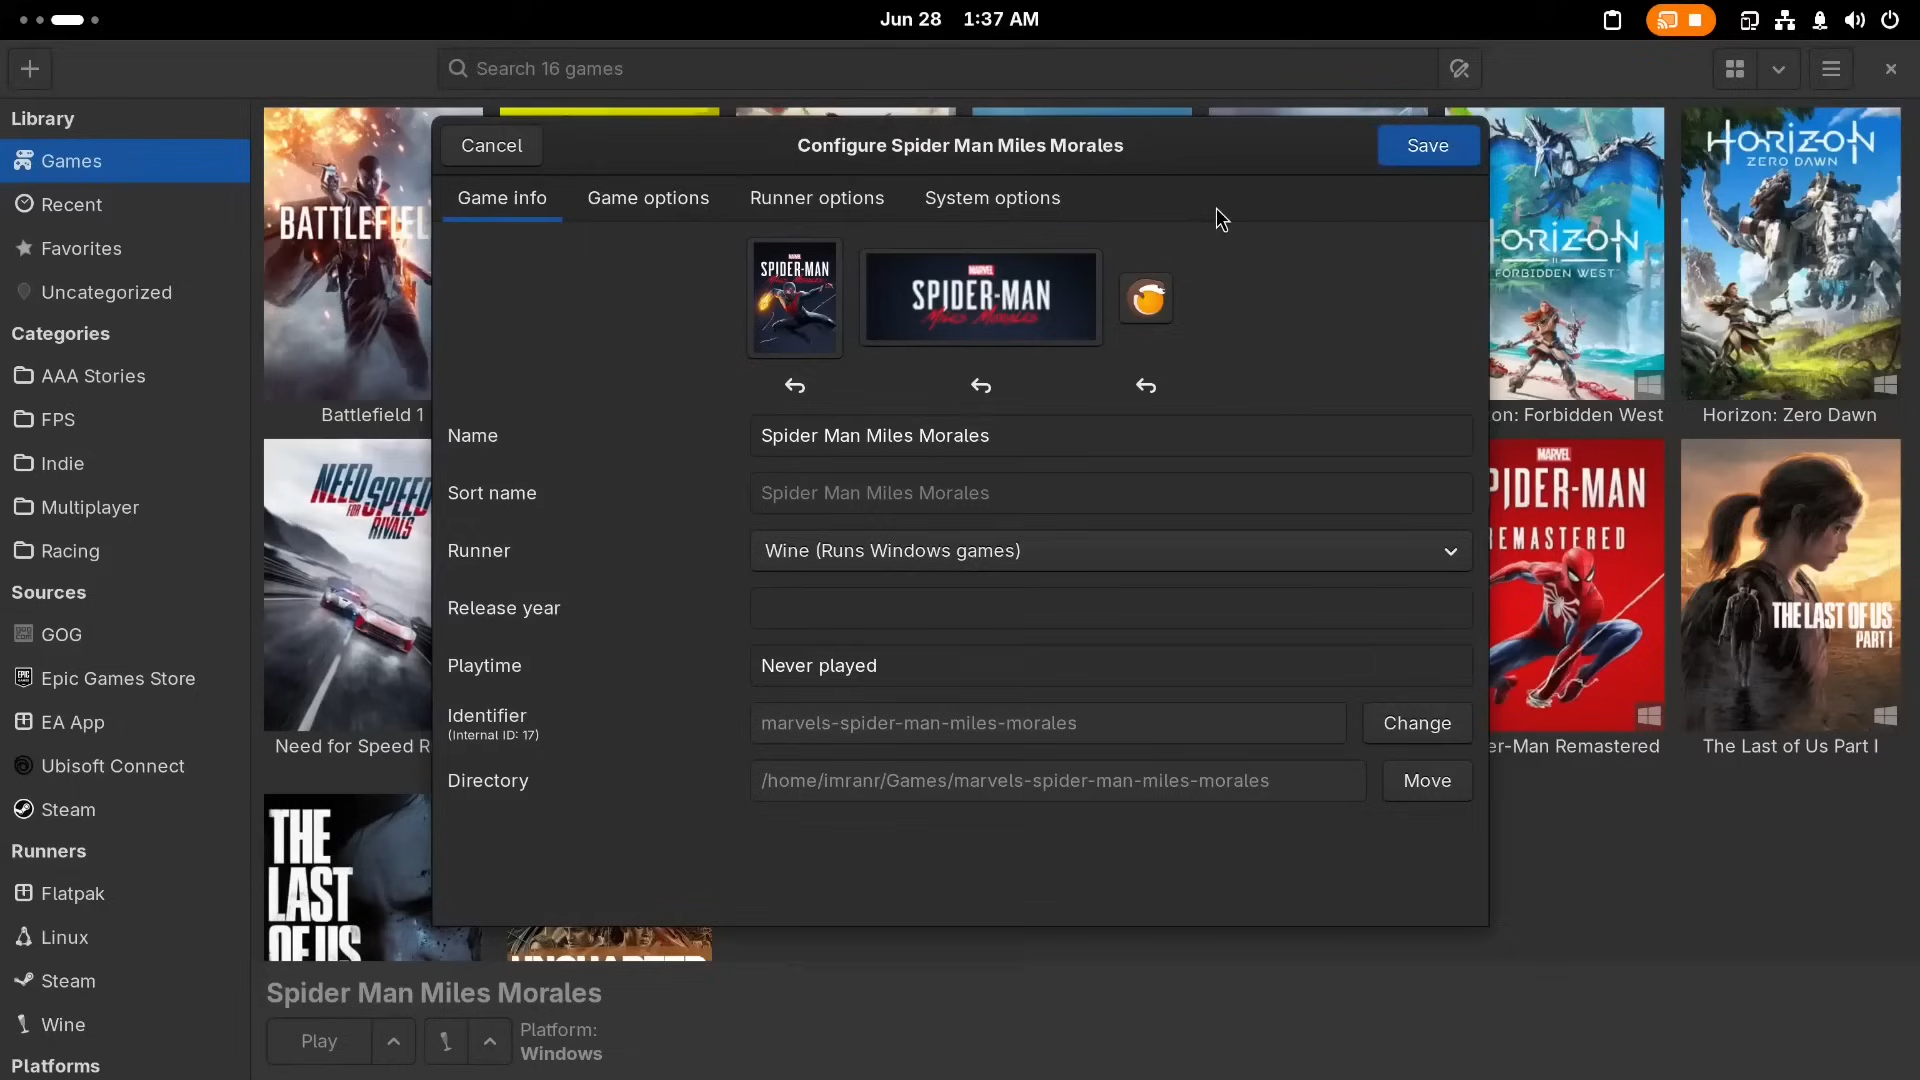 Jun 28 1:37 AM
Search 16 games
Library
Games
Recent
Favorites
Uncategorized
Categories
AAA Stories
FPS
Indie
Multiplayer
Racing
Sources
GOG
Epic Games Store
EA App
Ubisoft Connect
Steam
Runners
Flatpak
Linux
Steam
Wine
Platforms
Cancel
Configure Spider Man Miles Morales
Save
Game info
Game options
Runner options
System options
MARVEL
SPIDER-MAN
MARVEL
SPIDER-MAN
MILES MORALES
Name
Spider Man Miles Morales
Sort name
Spider Man Miles Morales
Runner
Wine (Runs Windows games)
Release year
Playtime
Never played
Identifier
(Internal ID: 17)
marvels-spider-man-miles-morales
Change
Directory
/home/imranr/Games/marvels-spider-man-miles-morales
Move
BATTLEFIEL
Battlefield 1
ORIZON
FORBIDDEN WEST
on: Forbidden West
HORIZON
ZERO DAWN
Horizon: Zero Dawn
NEED FOR SPEED
RIVALS
Need for Speed R
MARVEL
PIDER-MAN
REMASTERED
er-Man Remastered
THE LAST OF US
PART I
The Last of Us Part I
THE
LAST
OF US
UNCHARTED
Spider Man Miles Morales
Play
Platform:
Windows